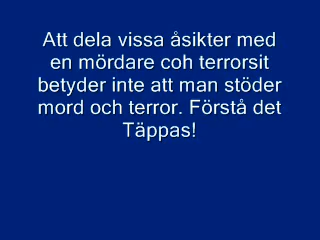 Att dela vissa åsikter med
en mördare coh terrorsit
betyder inte att man stöder
mord och terror. Förstå det
Täppas!